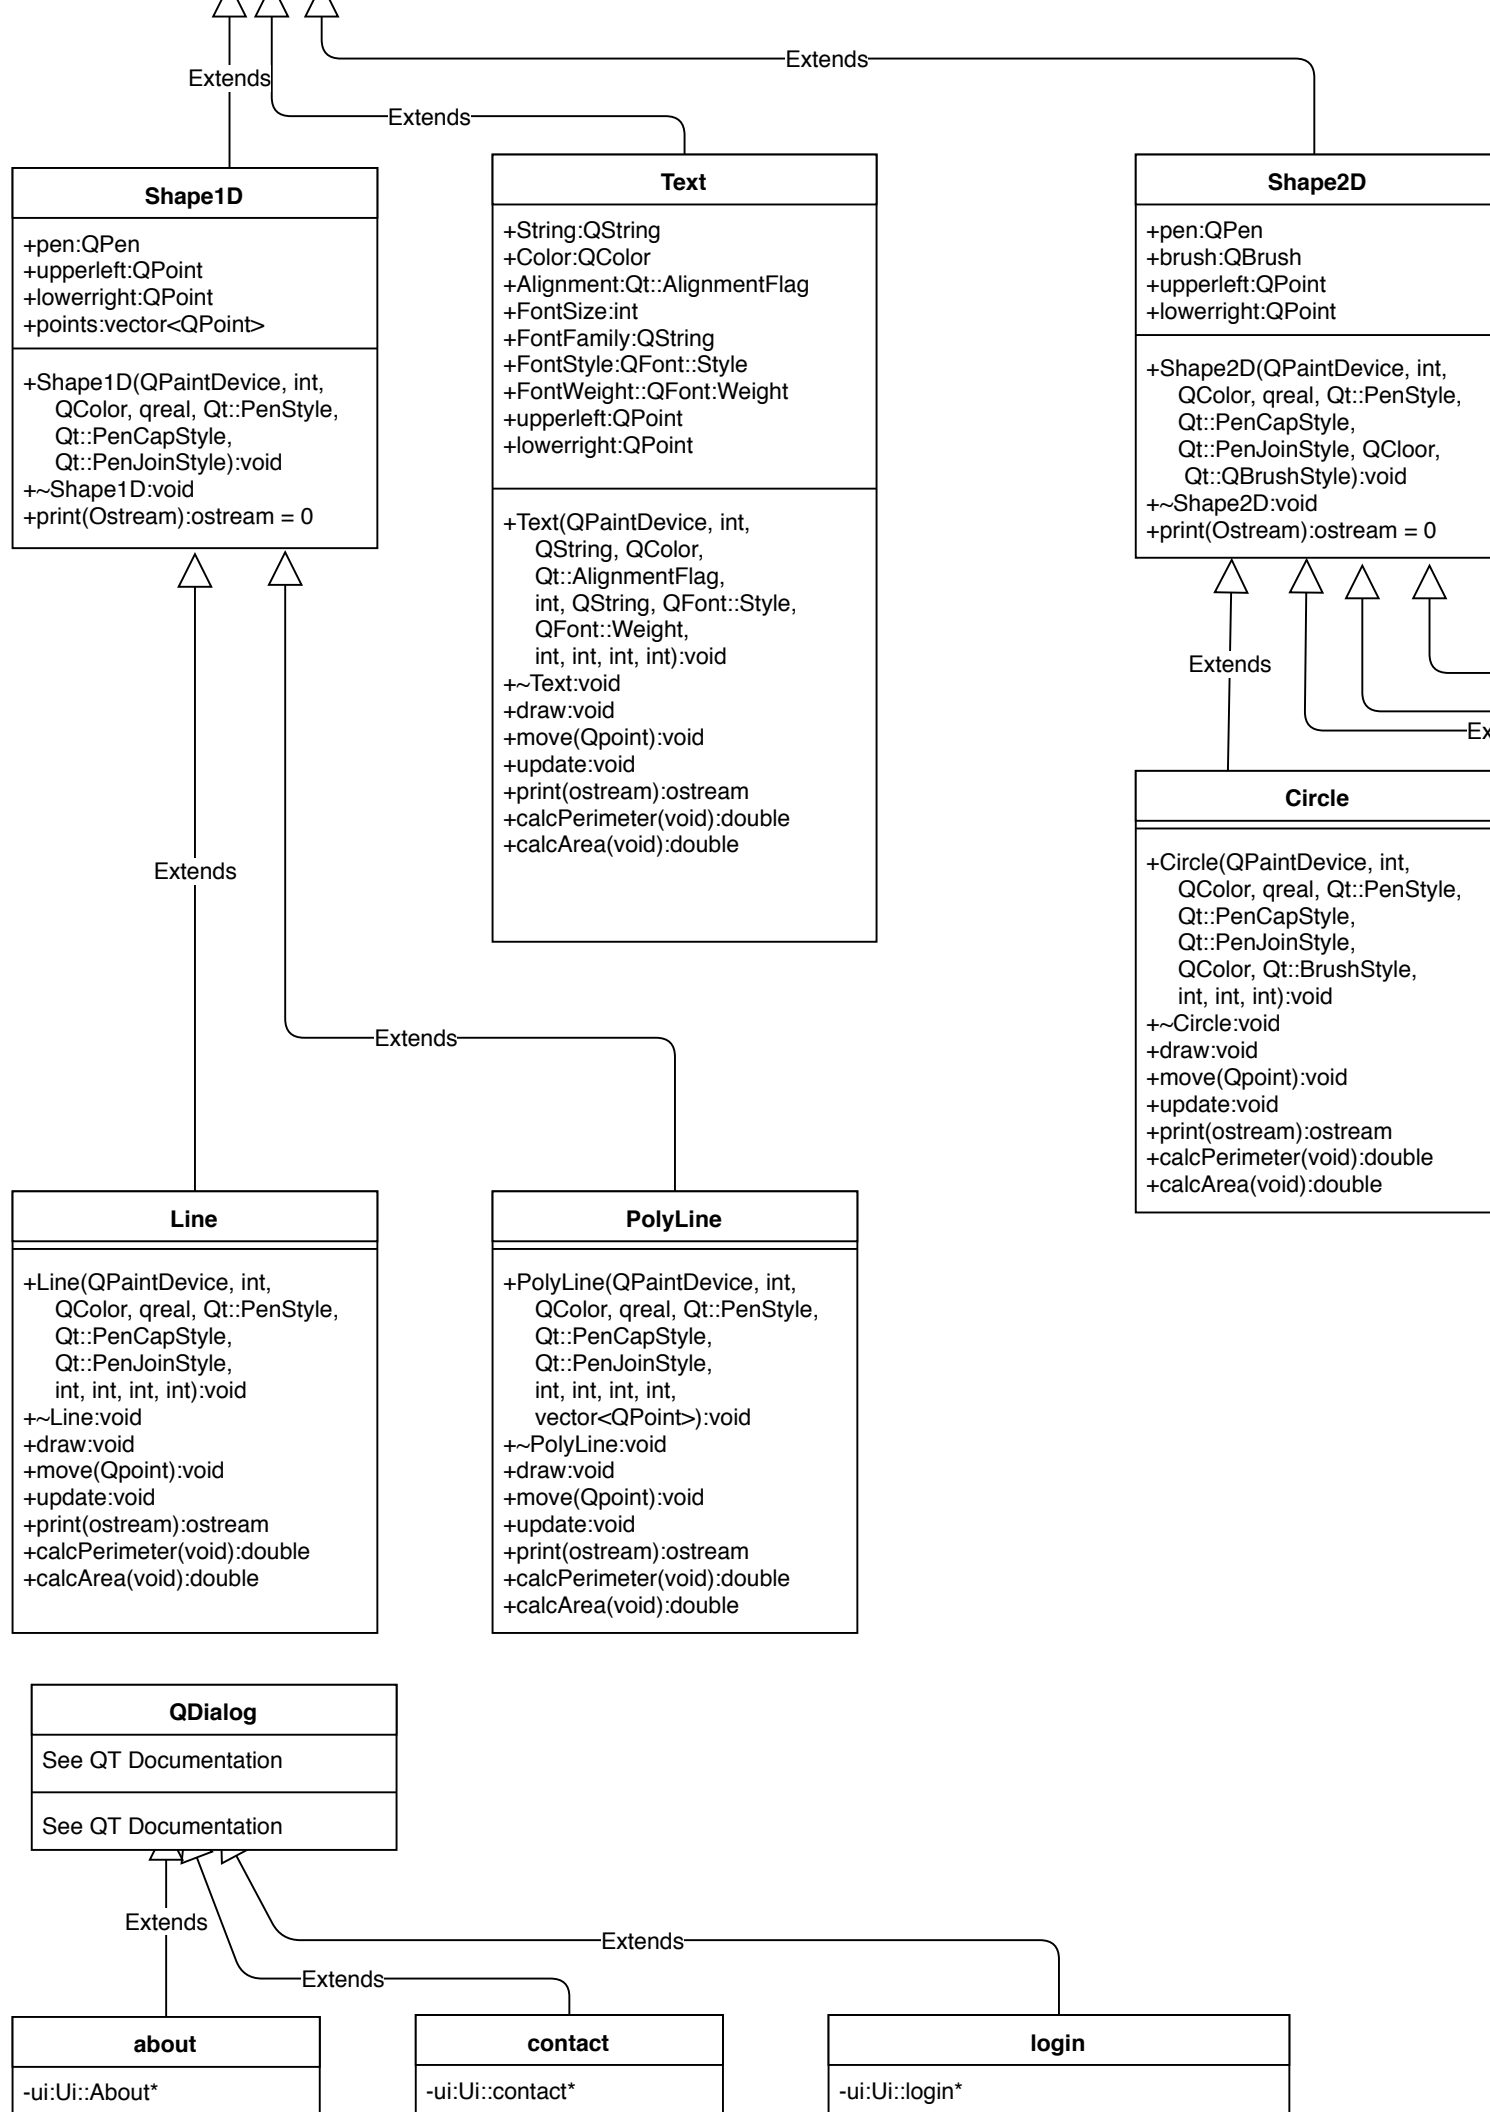 Extends
Extends
Extends
Shape1D
+pen:QPen
+upperleft:QPoint
+lowerright:QPoint
+points:vector<QPoint>
+Shape1D(QPaintDevice, int,
QColor, qreal, Qt::PenStyle,
Qt::PenCapStyle,
Qt::PenJoinStyle):void
+~Shape1D:void
+print(Ostream):ostream = 0
Text
+String:QString
+Color:QColor
+Alignment:Qt::AlignmentFlag
+FontSize:int
+FontFamily:QString
+FontStyle:QFont::Style
+FontWeight::QFont:Weight
+upperleft:QPoint
+lowerright:QPoint
+Text(QPaintDevice, int,
QString, QColor,
Qt::AlignmentFlag,
int, QString, QFont::Style,
QFont::Weight,
int, int, int, int):void
+~Text:void
+draw:void
+move(Qpoint):void
+update:void
+print(ostream):ostream
+calcPerimeter(void):double
+calcArea(void):double
Shape2D
+pen:QPen
+brush:QBrush
+upperleft:QPoint
+lowerright:QPoint
+Shape2D(QPaintDevice, int,
QColor, qreal, Qt::PenStyle,
Qt::PenCapStyle,
Qt::PenJoinStyle, QCloor,
Qt::QBrushStyle):void
+~Shape2D:void
+print(Ostream):ostream = 0
Extends
Ex
Circle
+Circle(QPaintDevice, int,
QColor, qreal, Qt::PenStyle,
Qt::PenCapStyle,
Qt::PenJoinStyle,
QColor, Qt::BrushStyle,
int, int, int):void
+~Circle:void
+draw:void
+move(Qpoint):void
+update:void
+print(ostream):ostream
+calcPerimeter(void):double
+calcArea(void):double
Extends
Extends
Line
+Line(QPaintDevice, int,
QColor, qreal, Qt::PenStyle,
Qt::PenCapStyle,
Qt::PenJoinStyle,
int, int, int, int):void
+~Line:void
+draw:void
+move(Qpoint):void
+update:void
+print(ostream):ostream
+calcPerimeter(void):double
+calcArea(void):double
PolyLine
+PolyLine(QPaintDevice, int,
QColor, qreal, Qt::PenStyle,
Qt::PenCapStyle,
Qt::PenJoinStyle,
int, int, int, int,
vector<QPoint>):void
+~PolyLine:void
+draw:void
+move(Qpoint):void
+update:void
+print(ostream):ostream
+calcPerimeter(void):double
+calcArea(void):double
QDialog
See QT Documentation
See QT Documentation
Extends
Extends
Extends
about
-ui:Ui::About*
contact
-ui:Ui::contact*
login
-ui:Ui::login*